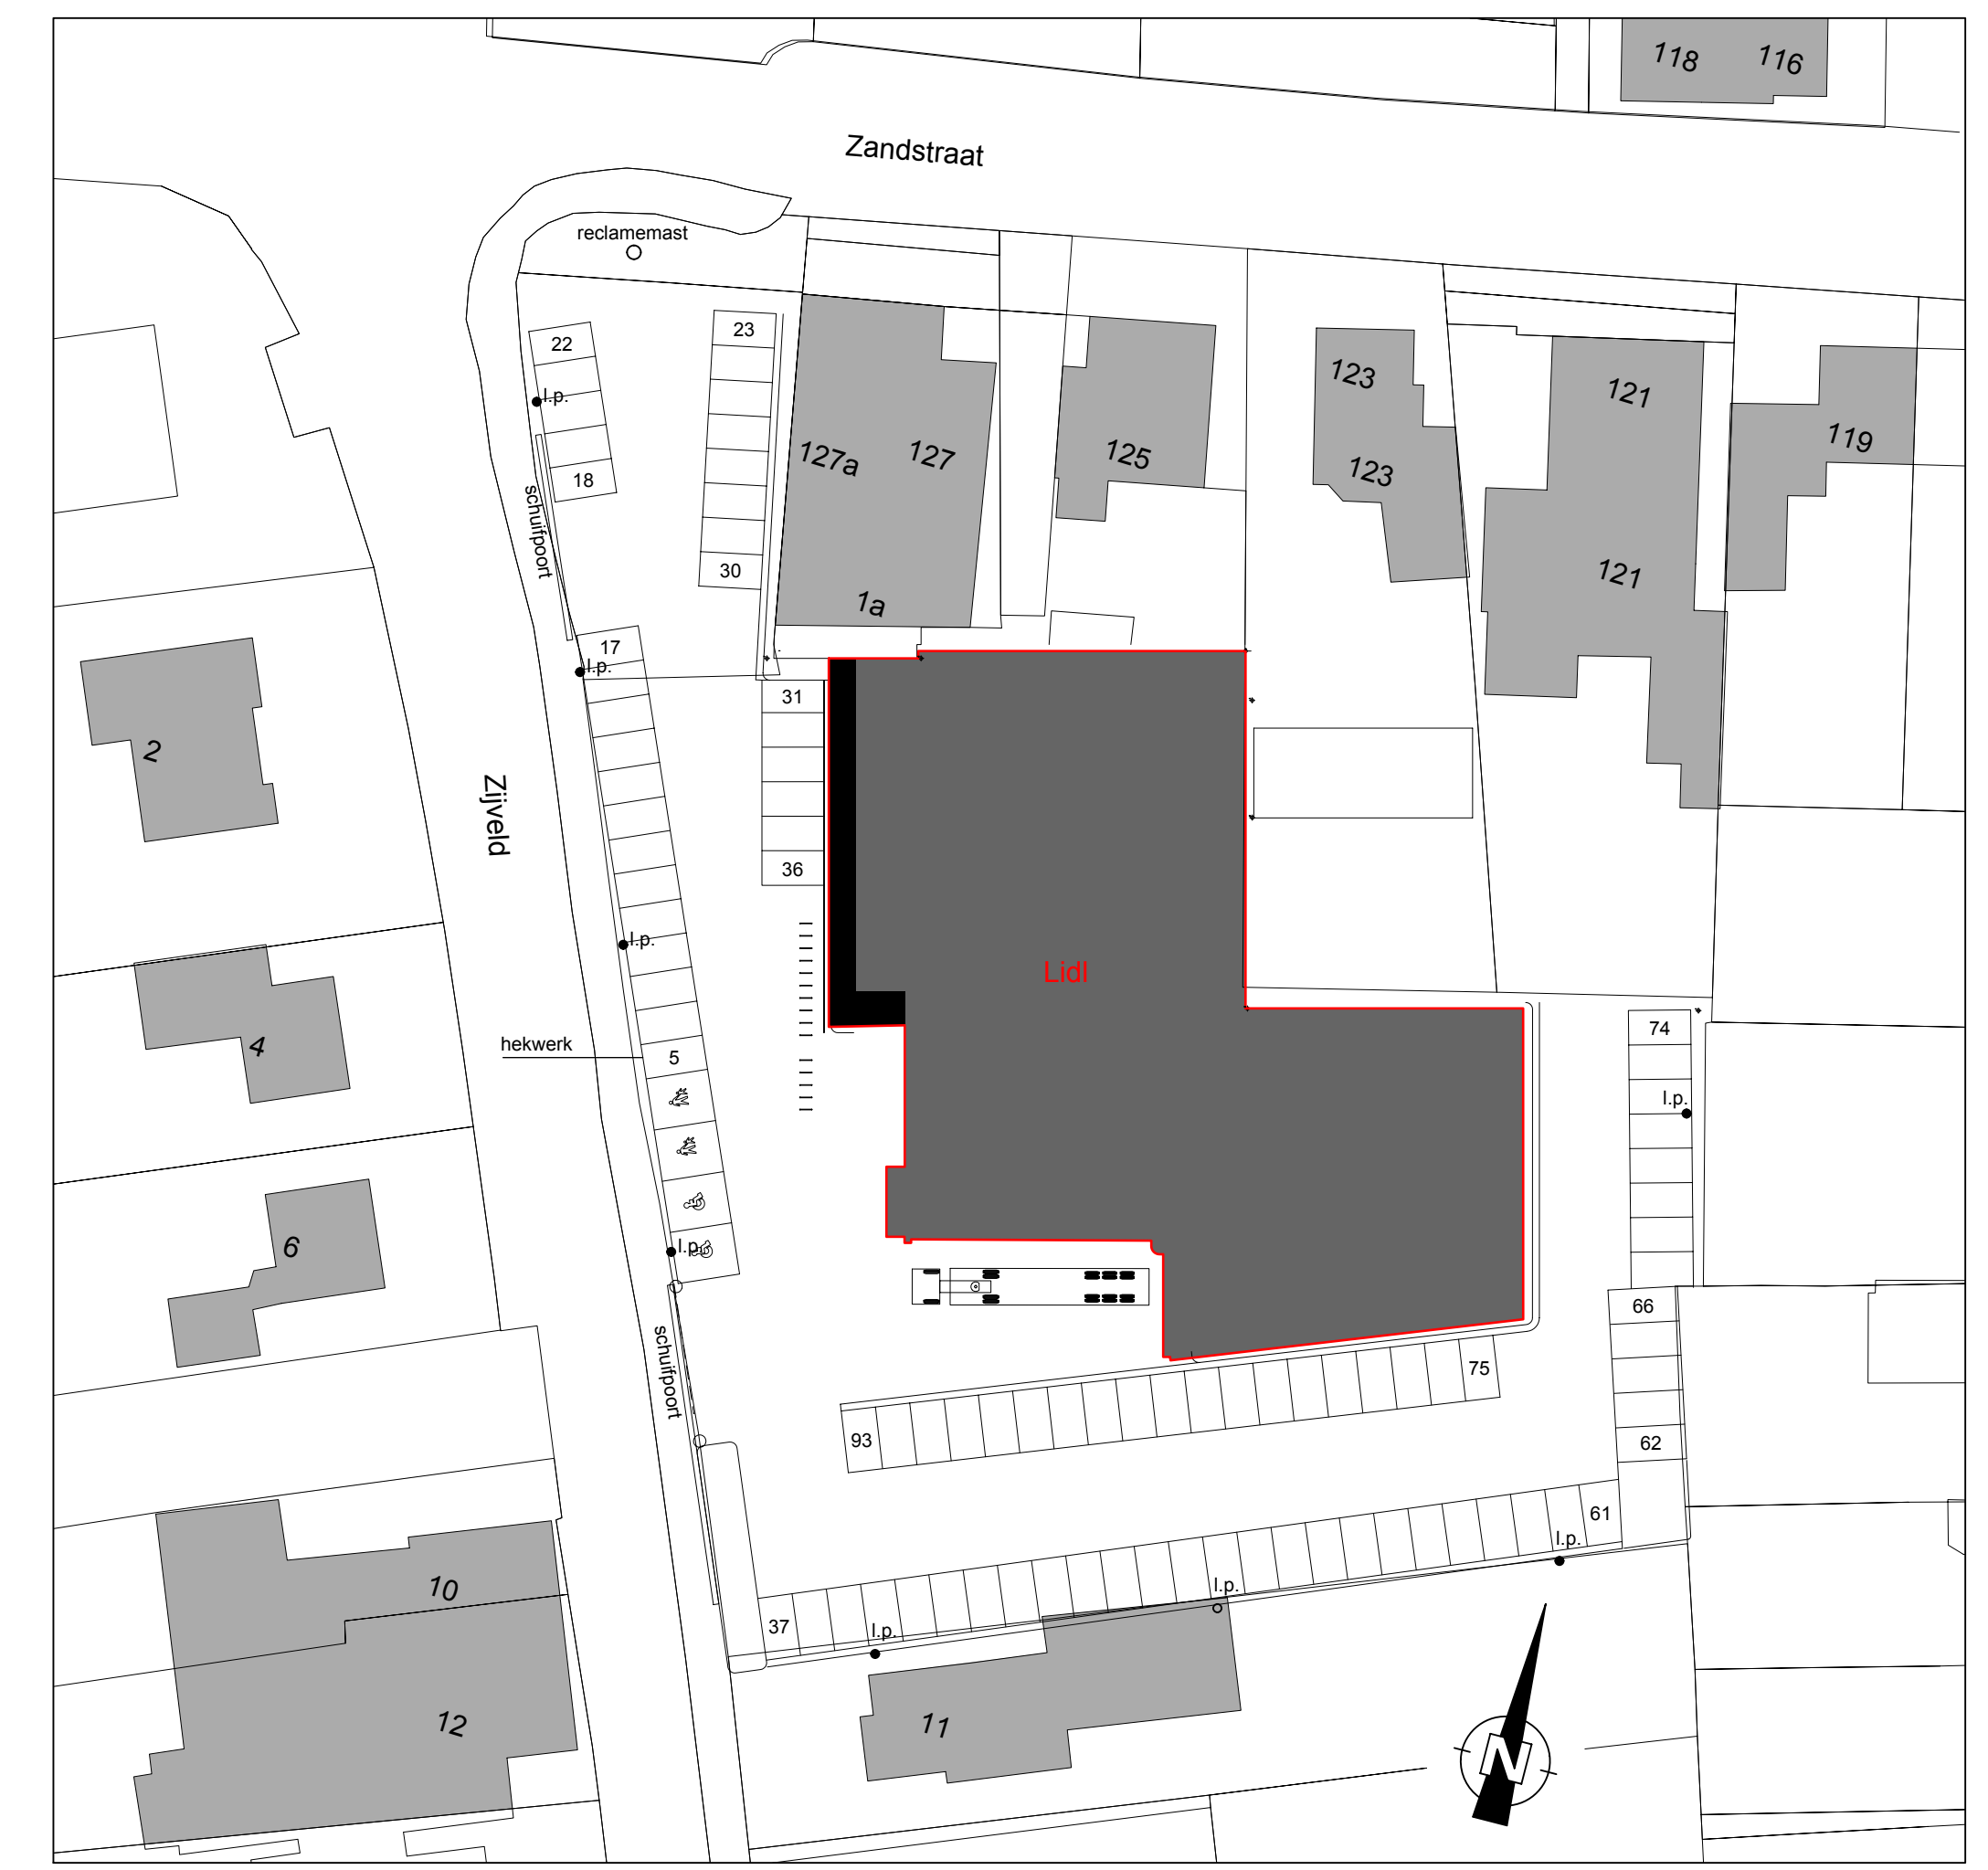 118
116
Zandstraat
reclamemast
22
23
l.p.
18
schuifpoort
30
127a
127
1a
125
123
123
121
121
119
17
l.p.
31
36
2
Zijveld
l.p.
Lidl
4
hekwerk
5
74
l.p.
6
l.p.
66
schuifpoort
75
93
62
61
l.p.
10
l.p.
37
l.p.
12
11
N